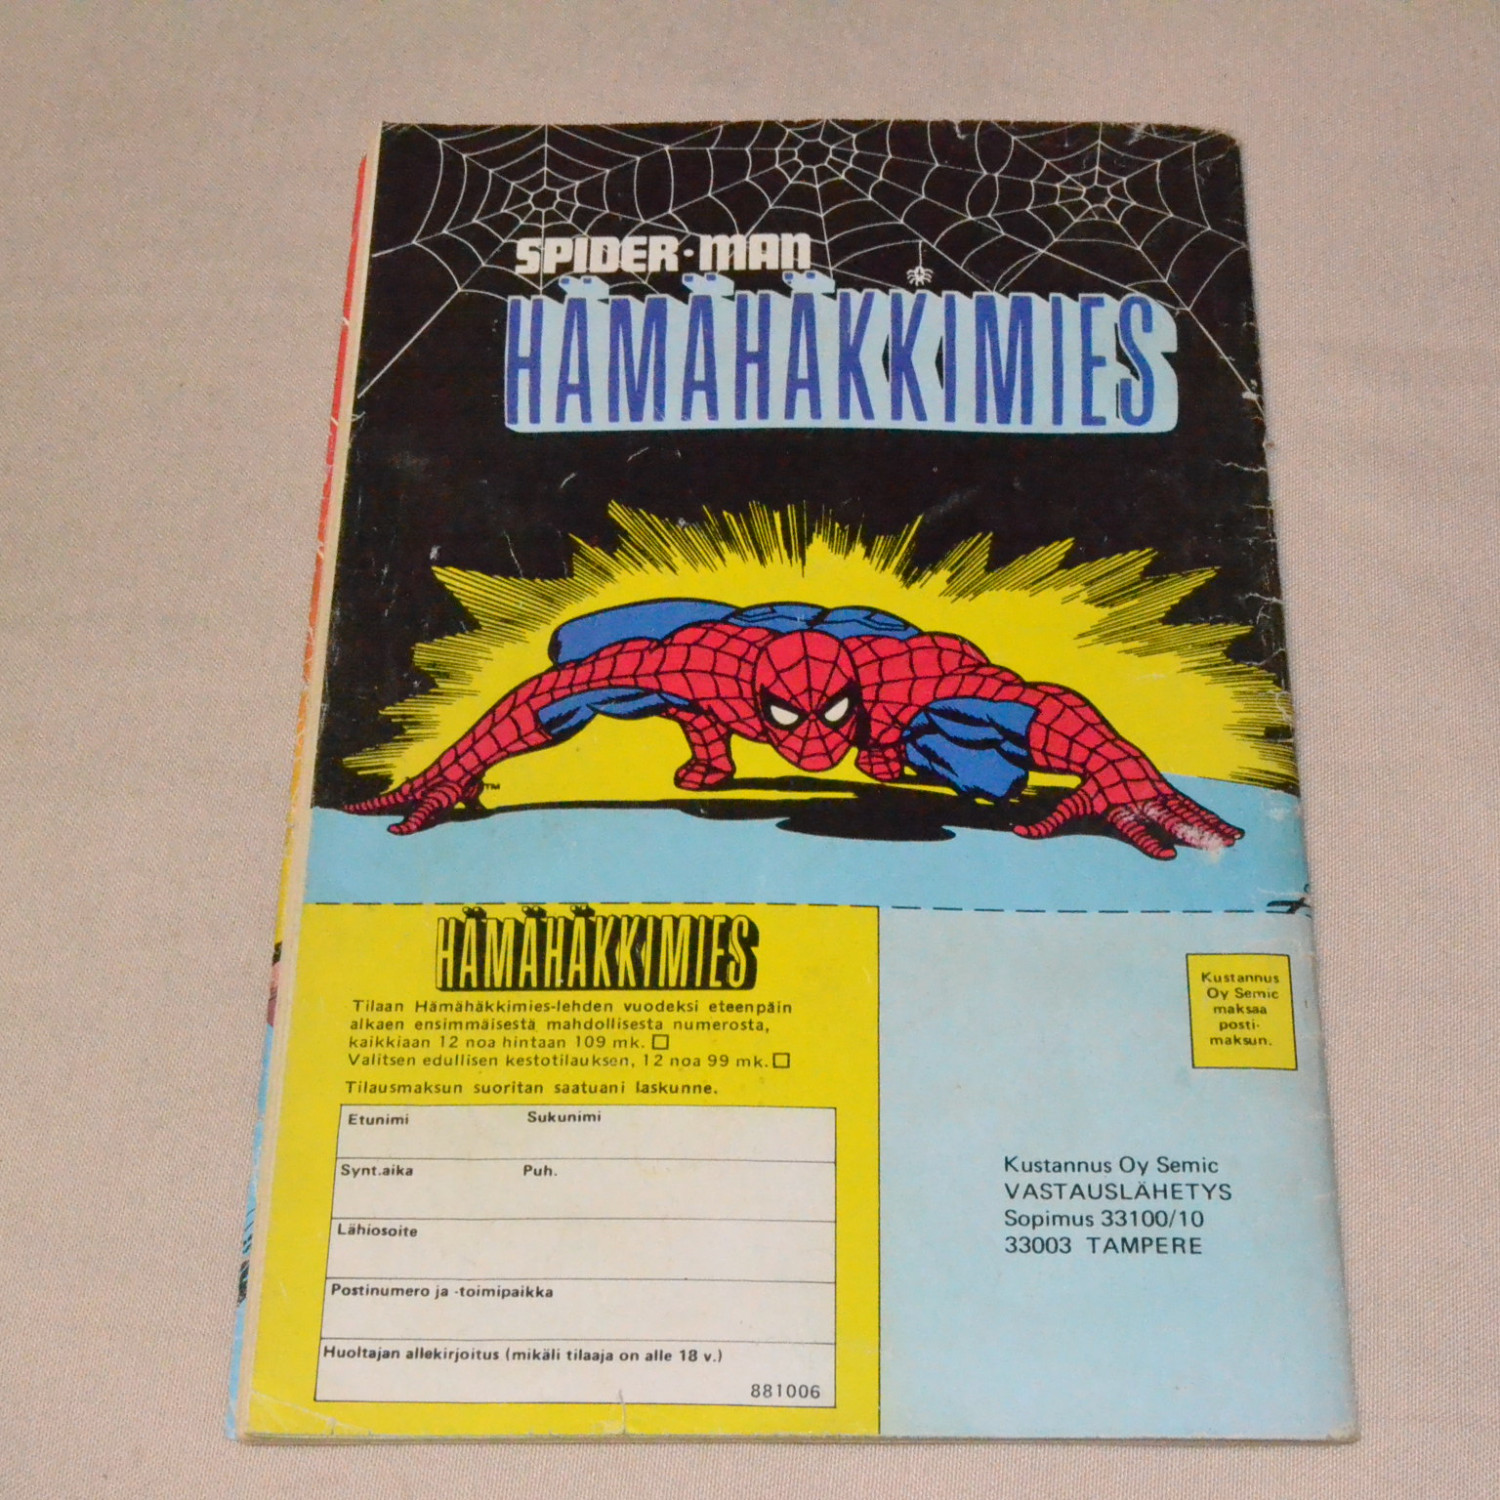 SPIDER-MAN
HÄMÄHÄKKIMIES
TM
HÄMÄHÄKKIMIES
Tilaan Hämähäkkimies-lehden vuodeksi eteenpäin
alkaen ensimmäisestä mahdollisesta numerosta,
kaikkiaan 12 noa hintaan 109 mk.
Valitsen edullisen kestotilauksen, 12 noa 99 mk.
Tilausmaksun suoritan saatuani laskunne.
Etunimi Sukunimi
Synt.aika Puh.
Lähiosoite
Postinumero ja -toimipaikka
Huoltajan allekirjoitus (mikäli tilaaja on alle 18 v.)
881006
Kustannus
Oy Semic
maksaa
posti-
maksun.
Kustannus Oy Semic
VASTAUSLÄHETYS
Sopimus 33100/10
33003 TAMPERE